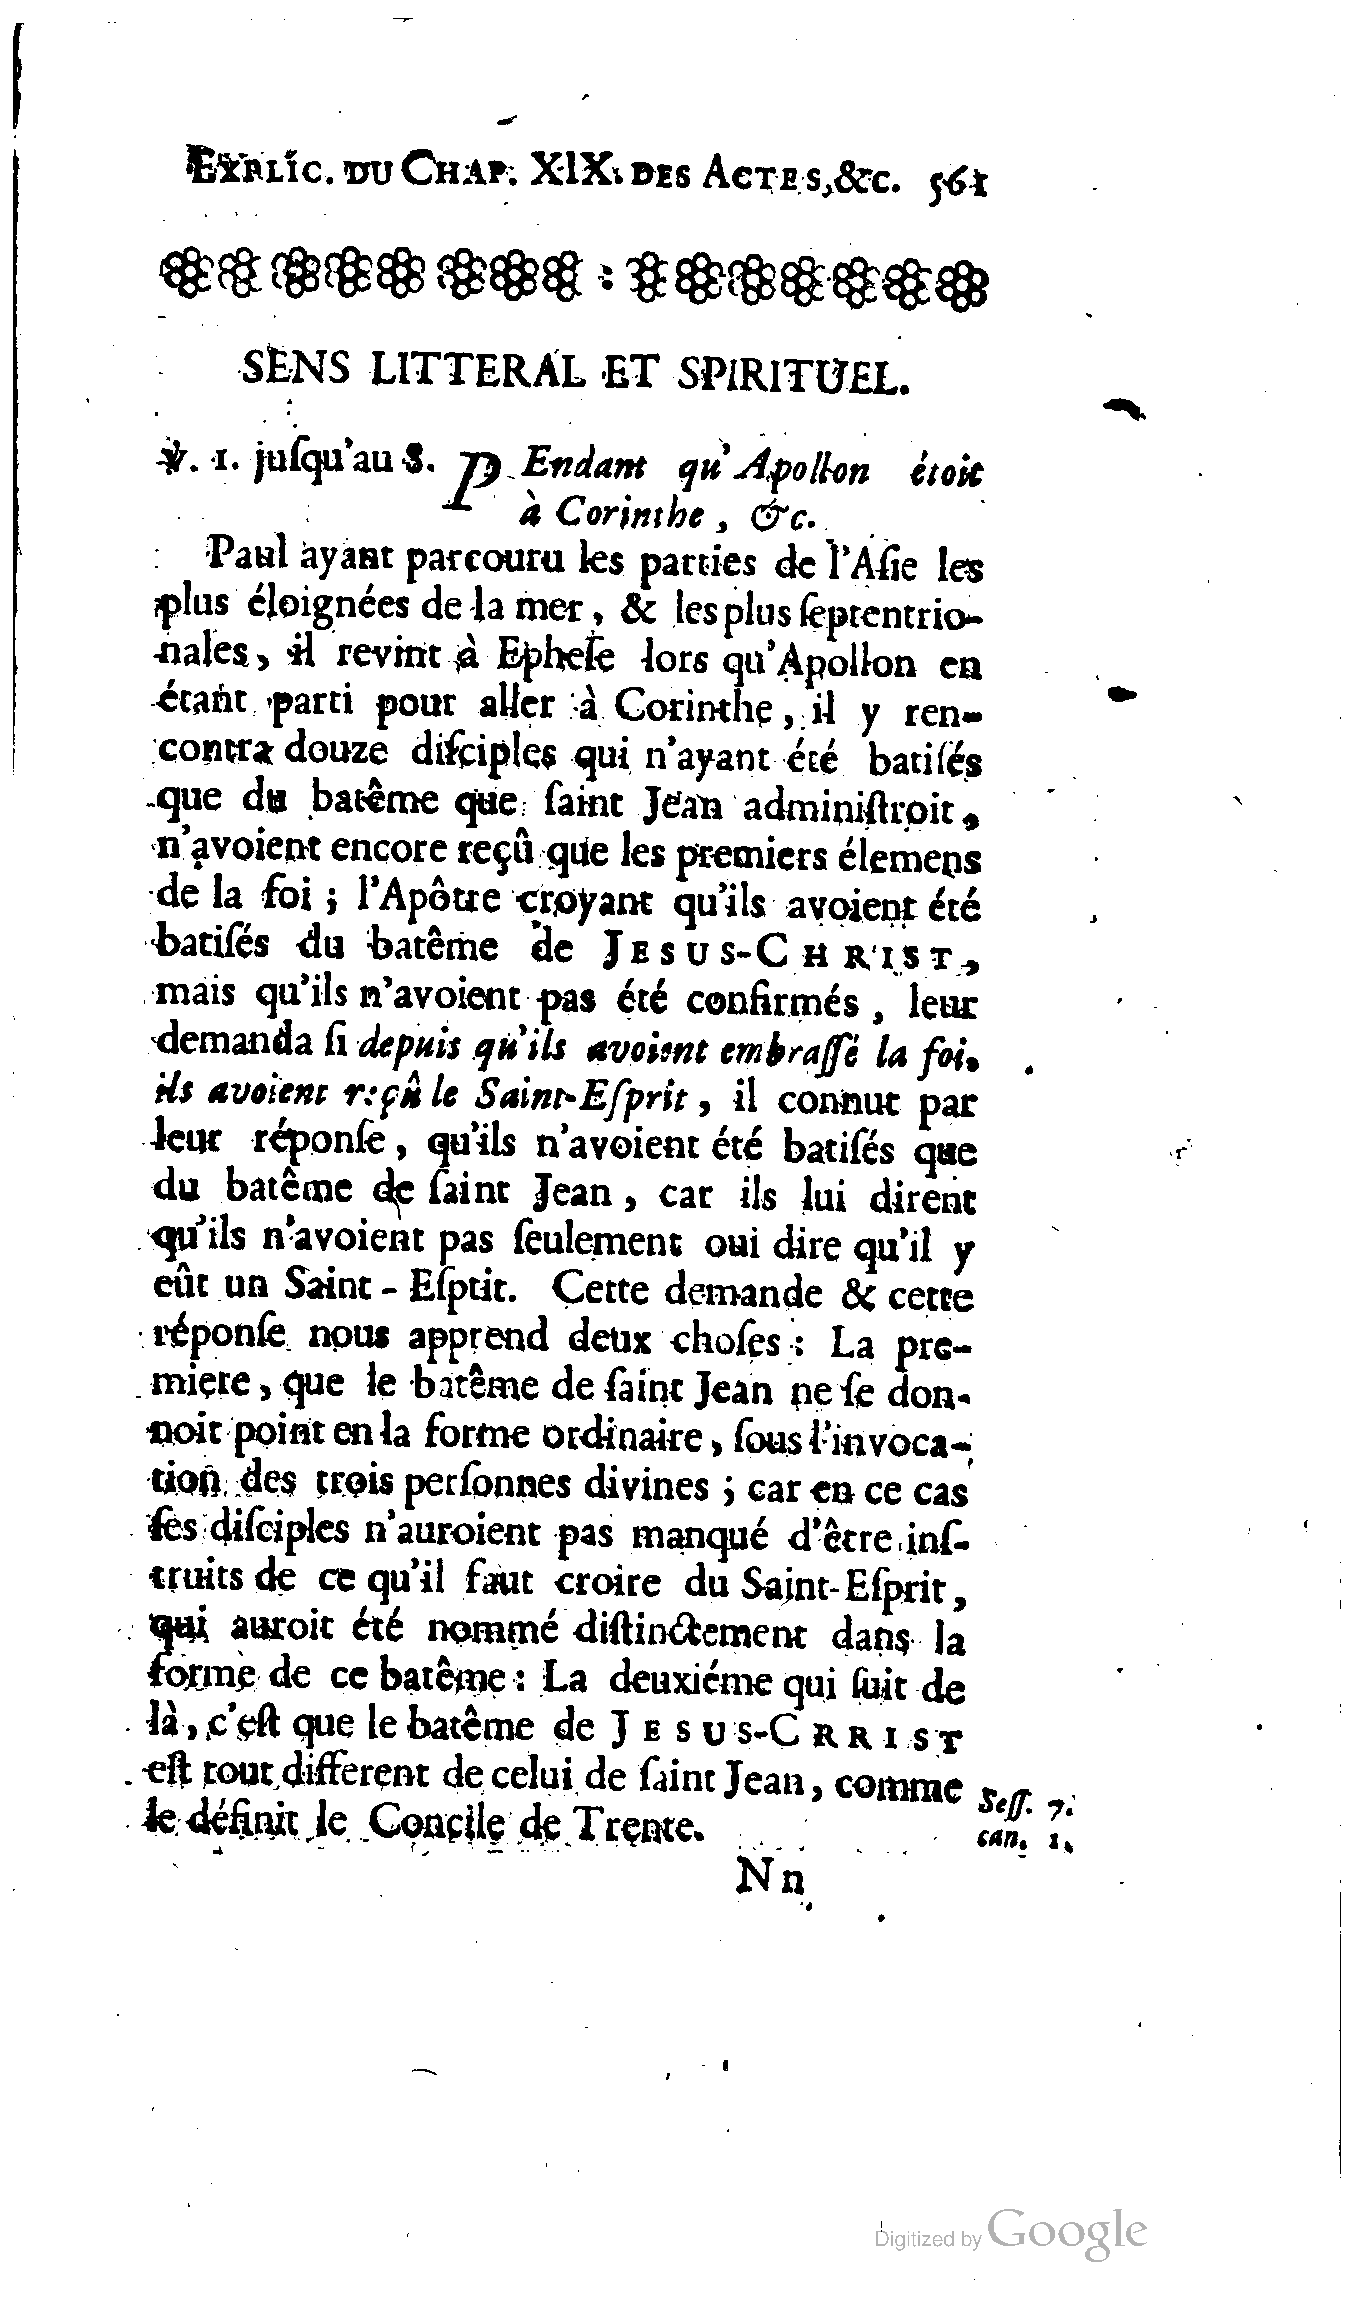 EXPLIC. DU CHAP. XIX. DES ACTES, &c. 561
SENS LITTERAL ET SPIRITUEL.
℣. 1. juſqu'au 8. PEndant qu'Apollon étoit
à Corinthe, &c.
Paul ayant parcouru les parties de l'Aſie les
plus éloignées de la mer, & les plus ſeptentrio-
nales, il revint à Epheſe lors qu'Apollon en
étant parti pour aller à Corinthe, il y ren-
contra douze diſciples qui n'ayant été batiſés
que du batême que ſaint Jean adminiſtroit,
n'avoient encore reçû que les premiers élemens
de la foi ; l'Apôtre croyant qu'ils avoient été
batiſés du batême de JESUS-CHRIST,
mais qu'ils n'avoient pas été confirmés, leur
demanda ſi depuis qu'ils avoient embraſſé la foi,
ils avoient reçû le Saint-Eſprit, il connut par
leur réponſe, qu'ils n'avoient été batiſés que
du batême de ſaint Jean, car ils lui dirent
qu'ils n'avoient pas ſeulement oui dire qu'il y
eût un Saint-Eſptit. Cette demande & cette
réponſe nous apprend deux choſes : La pre-
miere, que le batême de ſaint Jean ne ſe don-
noit point en la forme ordinaire, ſous l'invoca-
tion des trois perſonnes divines ; car en ce cas
ſes diſciples n'auroient pas manqué d'être inſ-
truits de ce qu'il faut croire du Saint-Eſprit,
qui auroit été nommé diſtinctement dans la
forme de ce batême : La deuxiéme qui ſuit de
là, c'eſt que le batême de JESUS-CRRIST
eſt tout different de celui de ſaint Jean, comme
le définit le Concile de Trente.
Seſſ. 7.
can. 1.
Nn
Digitized by Google